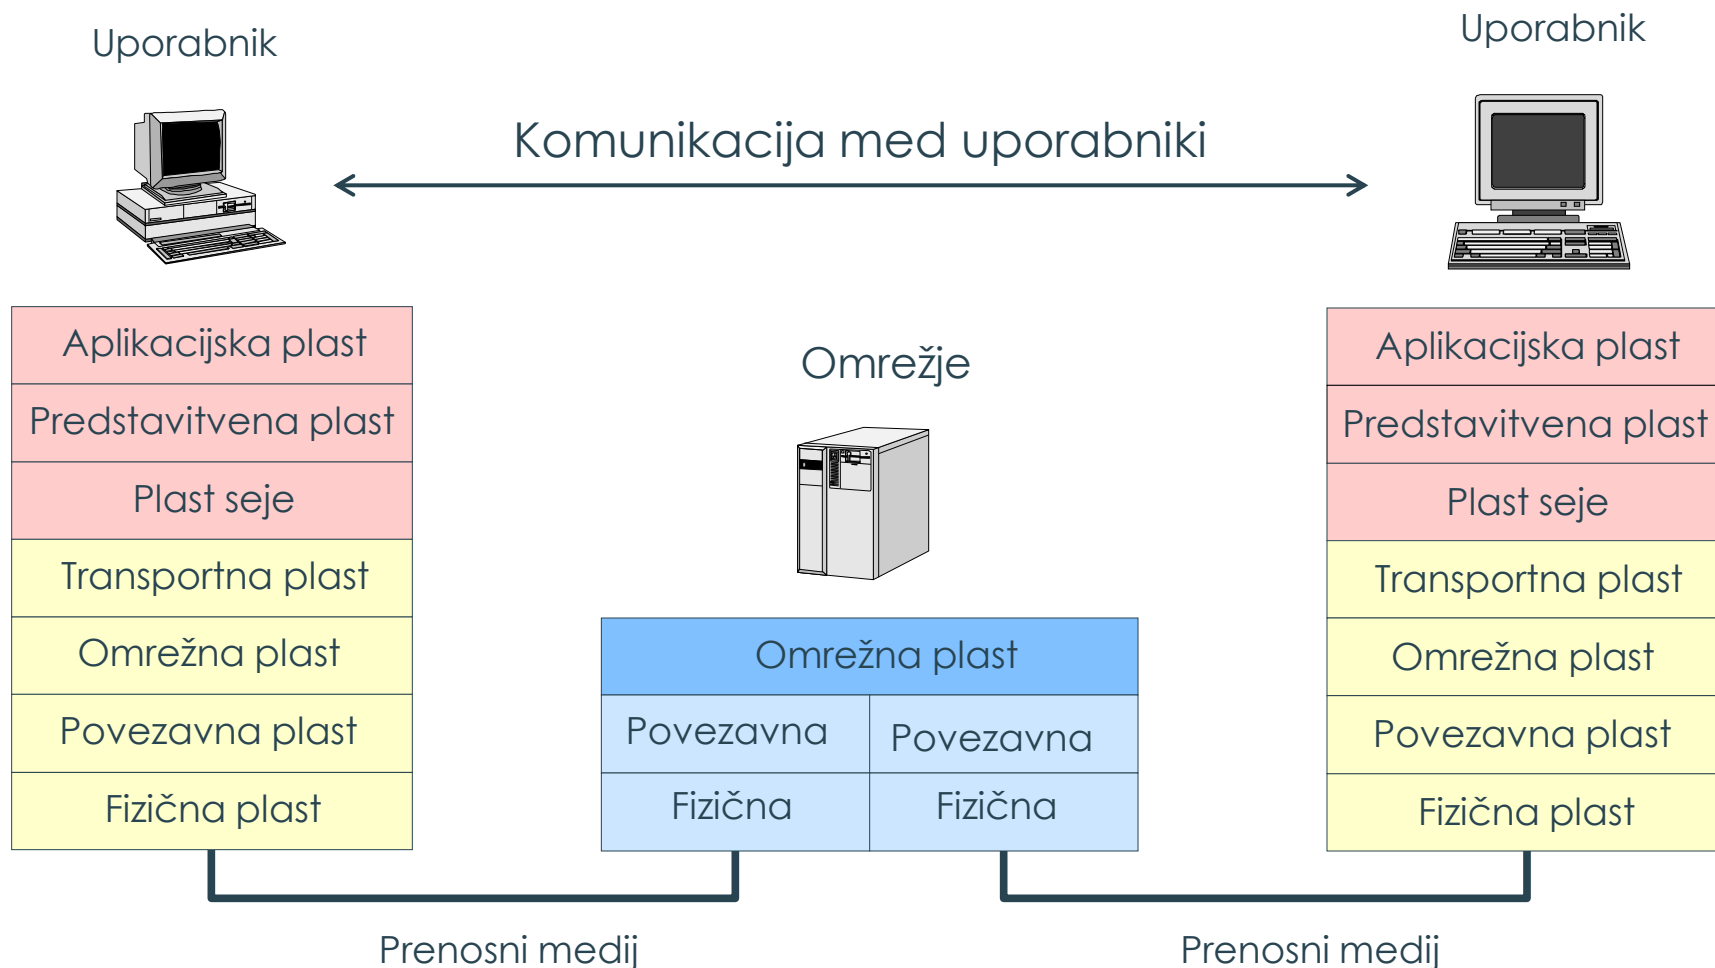 Uporabnik
Uporabnik
Komunikacija med uporabniki
Aplikacijska plast
Predstavitvena plast
Plast seje
Transportna plast
Omrežna plast
Povezavna plast
Fizična plast
Omrežje
Omrežna plast
Povezavna
Povezavna
Fizična
Fizična
Aplikacijska plast
Predstavitvena plast
Plast seje
Transportna plast
Omrežna plast
Povezavna plast
Fizična plast
Prenosni medij
Prenosni medij